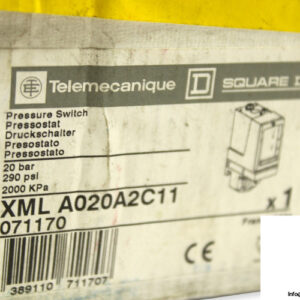 Telemecanique SQUARE D
Pressure Switch
Pressostat
Druckschalter
Presostato
Pressostato
20 bar
290 psi
2000 KPa
XML A020A2C11
071170
x 1
CE
389110 711707